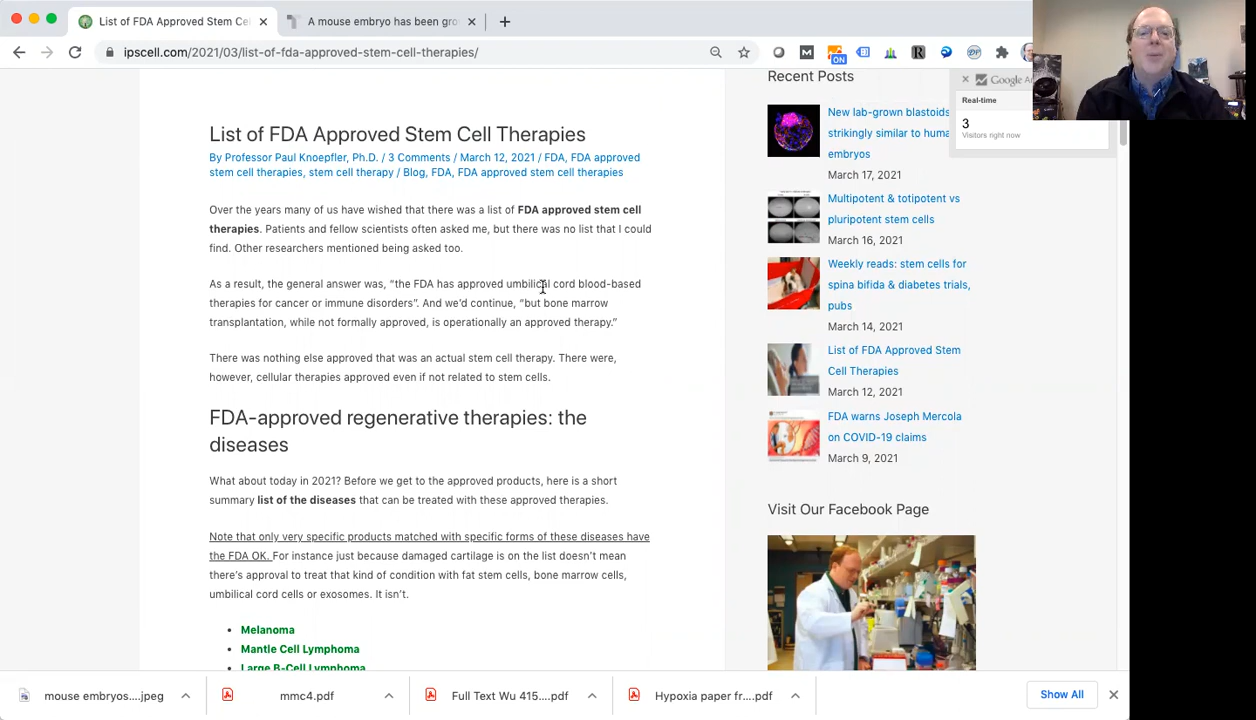 List of FDA Approved Stem Ce
A mouse embryo has been gro
ipscell.com/2021/03/list-of-fda-approved-stem-cell-therapies/
ON
List of FDA Approved Stem Cell Therapies
By Professor Paul Knoepfler, Ph.D. / 3 Comments / March 12, 2021 / FDA, FDA approved
stem cell therapies, stem cell therapy / Blog, FDA, FDA approved stem cell therapies
Over the years many of us have wished that there was a list of FDA approved stem cell
therapies. Patients and fellow scientists often asked me, but there was no list that I could
find. Other researchers mentioned being asked too.
As a result, the general answer was, “the FDA has approved umbilical cord blood-based
therapies for cancer or immune disorders”. And we'd continue, “but bone marrow
transplantation, while not formally approved, is operationally an approved therapy.”
There was nothing else approved that was an actual stem cell therapy. There were,
however, cellular therapies approved even if not related to stem cells.
FDA-approved regenerative therapies: the
diseases
What about today in 2021? Before we get to the approved products, here is a short
summary list of the diseases that can be treated with these approved therapies.
Note that only very specific products matched with specific forms of these diseases have
the FDA OK. For instance just because damaged cartilage is on the list doesn’t mean
there’s approval to treat that kind of condition with fat stem cells, bone marrow cells,
umbilical cord cells or exosomes. It isn’t.
• Melanoma
• Mantle Cell Lymphoma
• Large B-Cell Lymphoma
Recent Posts
New lab-grown blastoids
strikingly similar to huma
embryos
March 17, 2021
Multipotent & totipotent vs
pluripotent stem cells
March 16, 2021
Weekly reads: stem cells for
spina bifida & diabetes trials,
pubs
March 14, 2021
List of FDA Approved Stem
Cell Therapies
March 12, 2021
FDA warns Joseph Mercola
on COVID-19 claims
March 9, 2021
Visit Our Facebook Page
Google A
Real-time
3
Visitors right now
mouse embryos....jpeg
mmc4.pdf
Full Text Wu 415....pdf
Hypoxia paper fr....pdf
Show All